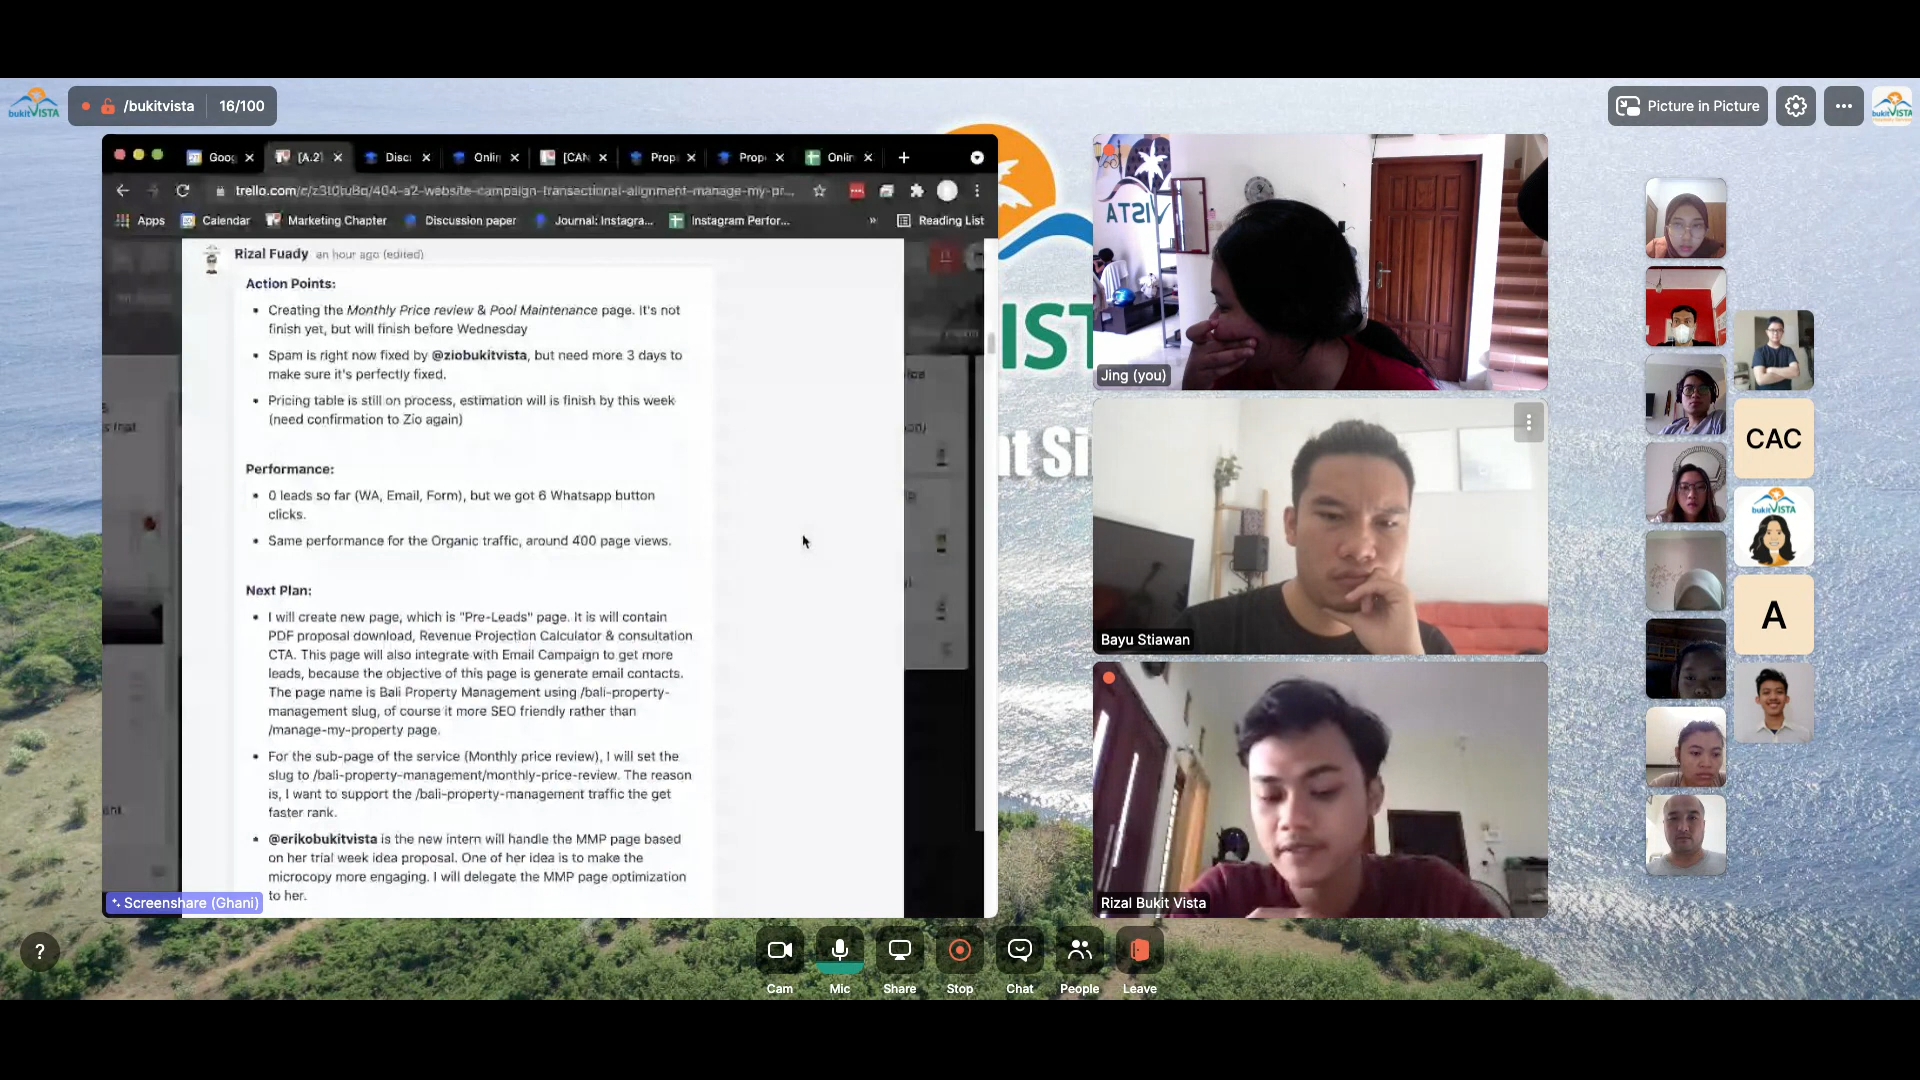 bukitVISTA
/bukitvista 16/100
Picture in Picture
bukitVISTA
[A.2]
[CAN
trello.com/c/z3t0tu8q/404-a2-website-campaign-transactional-alignment-manage-my-pr...
Apps Calendar Marketing Chapter Discussion paper Journal: Instagra... Instagram Perfor... » Reading List
Rizal Fuady an hour ago (edited)
Action Points:
• Creating the Monthly Price review & Pool Maintenance page. It's not
finish yet, but will finish before Wednesday
• Spam is right now fixed by @ziobukitvista, but need more 3 days to
make sure it's perfectly fixed.
• Pricing table is still on process, estimation will is finish by this week
(need confirmation to Zio again)
Performance:
• 0 leads so far (WA, Email, Form), but we got 6 Whatsapp button
clicks.
• Same performance for the Organic traffic, around 400 page views.
Next Plan:
• I will create new page, which is "Pre-Leads" page. It is will contain
PDF proposal download, Revenue Projection Calculator & consultation
CTA. This page will also integrate with Email Campaign to get more
leads, because the objective of this page is generate email contacts.
The page name is Bali Property Management using /bali-property-
management slug, of course it more SEO friendly rather than
/manage-my-property page.
• For the sub-page of the service (Monthly price review), I will set the
slug to /bali-property-management/monthly-price-review. The reason
is, I want to support the /bali-property-management traffic the get
faster rank.
• @erikobukitvista is the new intern will handle the MMP page based
on her trial week idea proposal. One of her idea is to make the
microcopy more engaging. I will delegate the MMP page optimization
to her.
Screenshare (Ghani)
IST
nt Si
VISTA
Jing (you)
Bayu Stiawan
Rizal Bukit Vista
CAC
bukitVISTA
A
?
Cam Mic Share Stop Chat People Leave